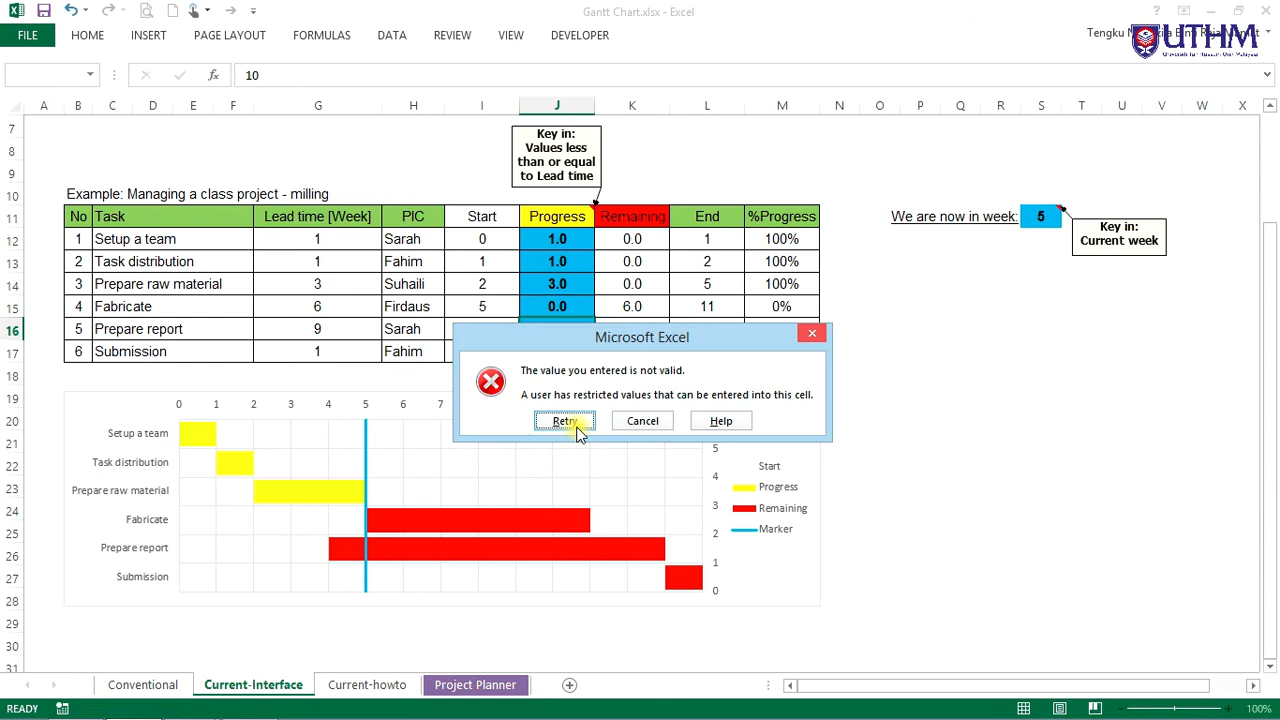 Gantt Chart.xlsx - Excel
FILE HOME INSERT PAGE LAYOUT FORMULAS DATA REVIEW VIEW DEVELOPER
Tengku
UTHM
fx 10
A B C D E F G H I J K L M N O P Q R S T U V W X
7
8
9
10
11
12
13
14
15
16
17
18
19
20
21
22
23
24
25
26
27
28
29
30
31
Key in:
Values less
than or equal
to Lead time
Example: Managing a class project - milling
No Task Lead time [Week] PIC Start Progress Remaining End %Progress
1 Setup a team 1 Sarah 0 1.0 0.0 1 100%
2 Task distribution 1 Fahim 1 1.0 0.0 2 100%
3 Prepare raw material 3 Suhaili 2 3.0 0.0 5 100%
4 Fabricate 6 Firdaus 5 0.0 6.0 11 0%
5 Prepare report 9 Sarah
6 Submission 1 Fahim
We are now in week: 5
Key in:
Current week
Microsoft Excel
The value you entered is not valid.
A user has restricted values that can be entered into this cell.
Retry Cancel Help
0 1 2 3 4 5 6 7
Setup a team
Task distribution
Prepare raw material
Fabricate
Prepare report
Submission
5
4
3
2
1
0
Start
Progress
Remaining
Marker
Conventional Current-Interface Current-howto Project Planner
READY 100%